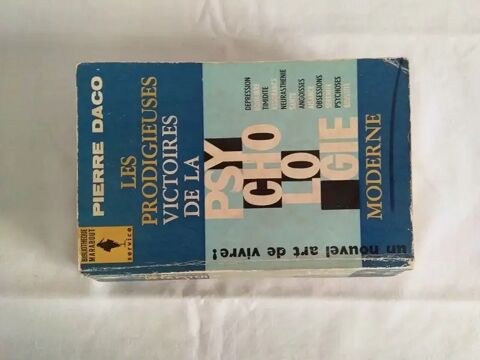 PIERRE DACO
LES
PRODIGIEUSES
VICTOIRES
DE LA
PSY
CHO
LO
GIE
MODERNE
DEPRESSION
TIMIDITE
NEURASTHENIE
ANGOISSES
OBSESSIONS
PSYCHOSES
un nouvel art de vivre!
BIBLIOTHEQUE
MARABOUT
service